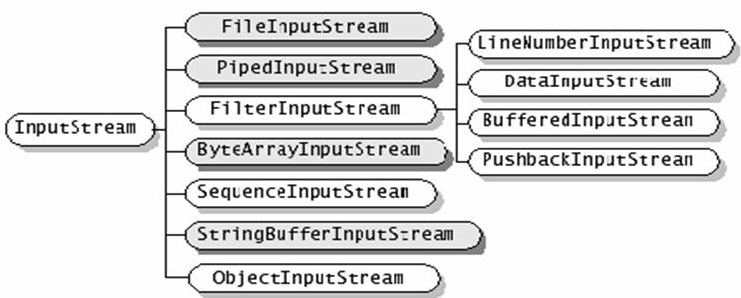 FileInputStream
LineNumberInputStream
PipedInputStream
DataInputStream
FilterInputStream
InputStream
BufferedInputStream
ByteArrayInputStream
PushbackInputStream
SequenceInputStream
StringBufferInputStream
ObjectInputStream